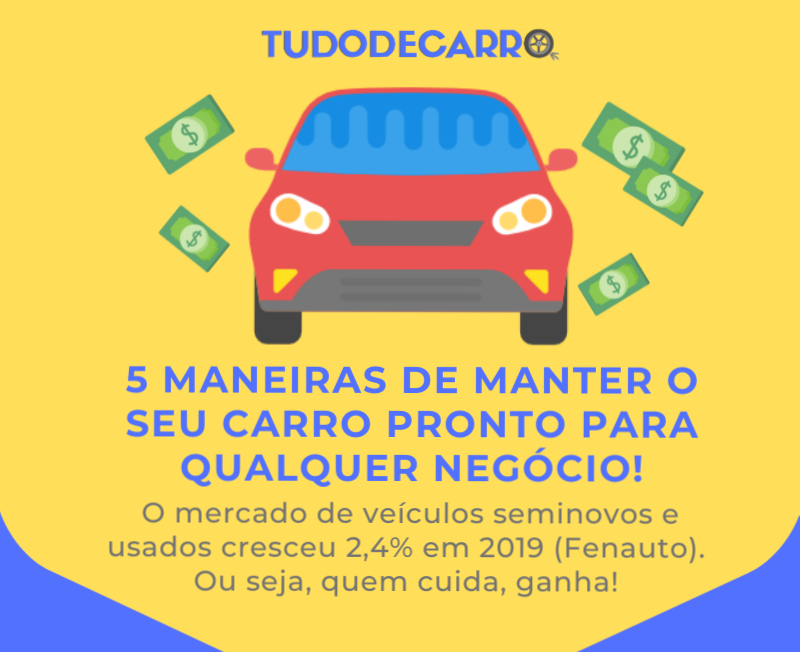 TUDODECARRO
5 MANEIRAS DE MANTER O
SEU CARRO PRONTO PARA
QUALQUER NEGÓCIO!
O mercado de veículos seminovos e
usados cresceu 2,4% em 2019 (Fenauto).
Ou seja, quem cuida, ganha!